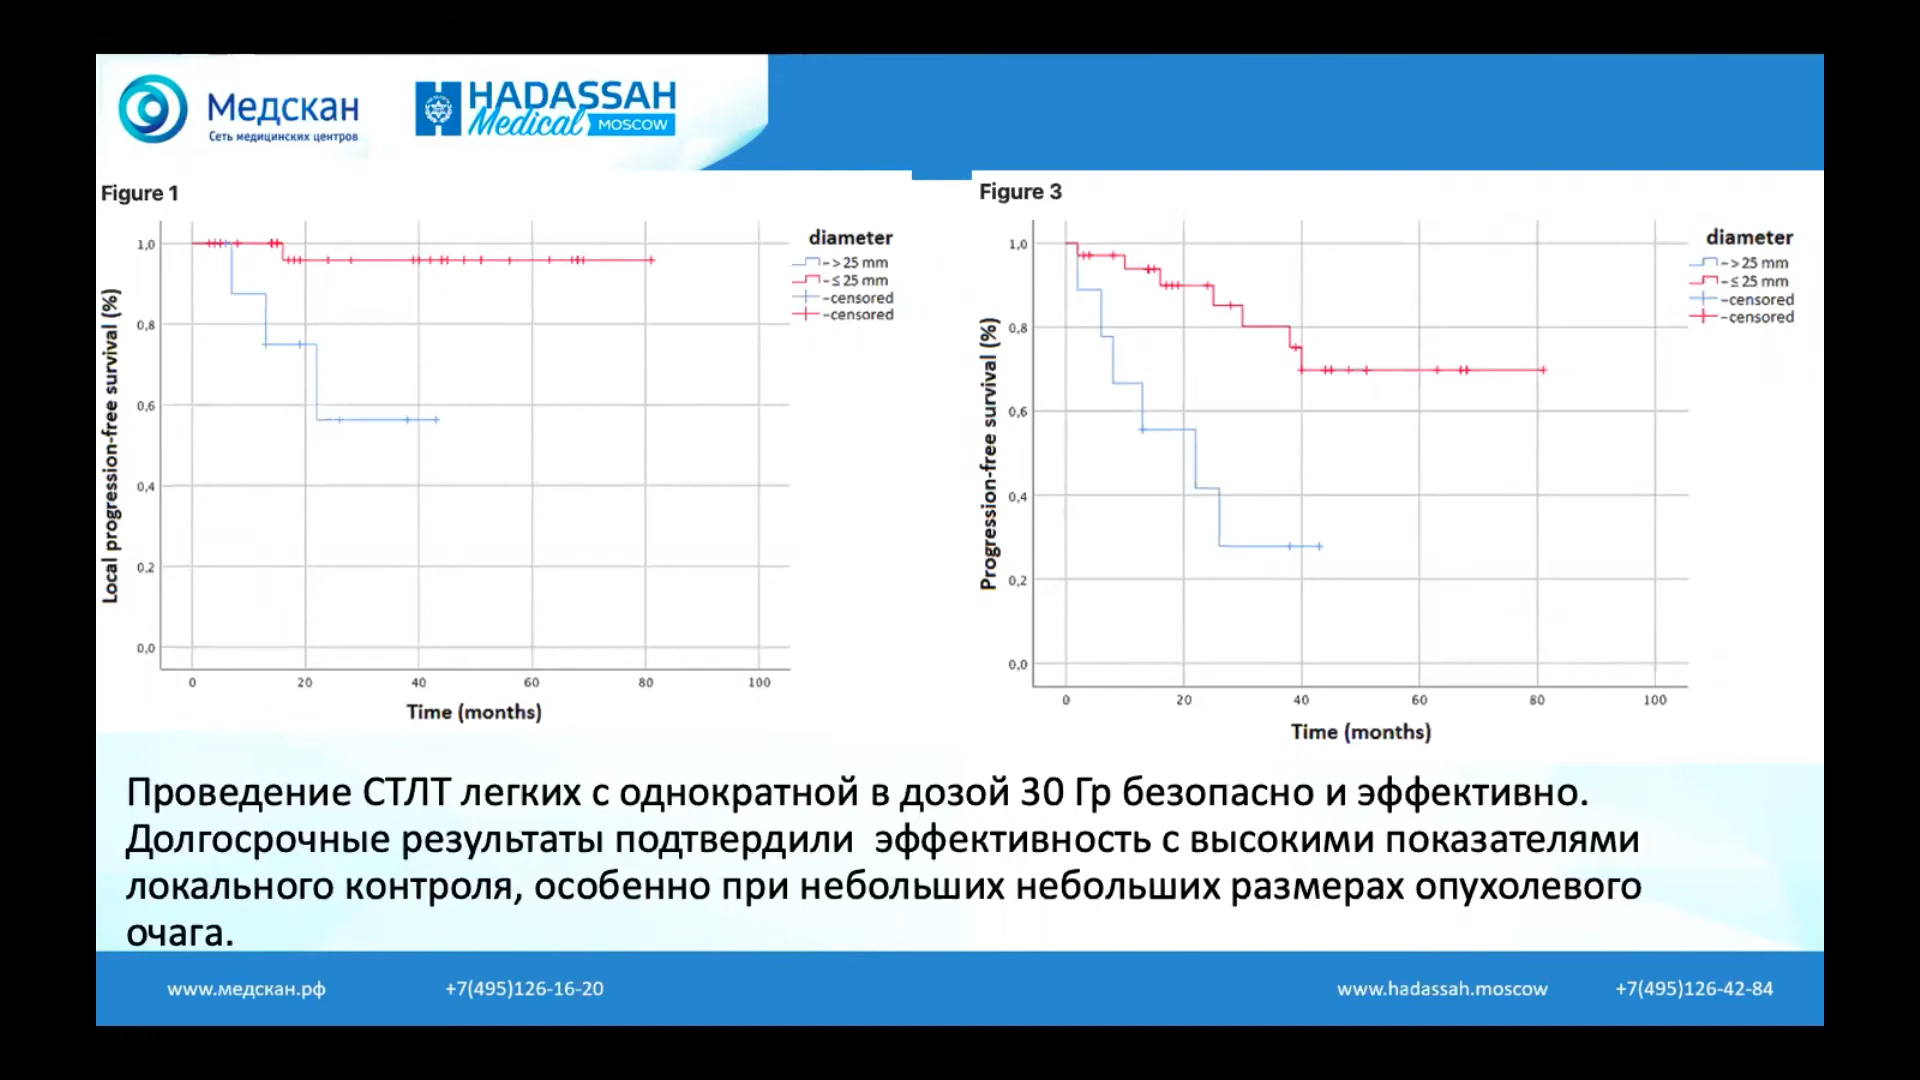 Медскан
Сеть медицинских центров
HADASSAH
Medical MOSCOW
Figure 1
Local progression-free survival (%)
1,0
0,8
0,6
0,4
0,2
0,0
0 20 40 60 80 100
Time (months)
diameter
-> 25 mm
-≤ 25 mm
-censored
-censored
Figure 3
Progression-free survival (%)
1,0
0,8
0,6
0,4
0,2
0,0
0 20 40 60 80 100
Time (months)
diameter
-> 25 mm
-≤ 25 mm
-censored
-censored
Проведение СТЛТ легких с однократной в дозой 30 Гр безопасно и эффективно.
Долгосрочные результаты подтвердили эффективность с высокими показателями
локального контроля, особенно при небольших небольших размерах опухолевого
очага.
www.медскан.рф +7(495)126-16-20 www.hadassah.moscow +7(495)126-42-84